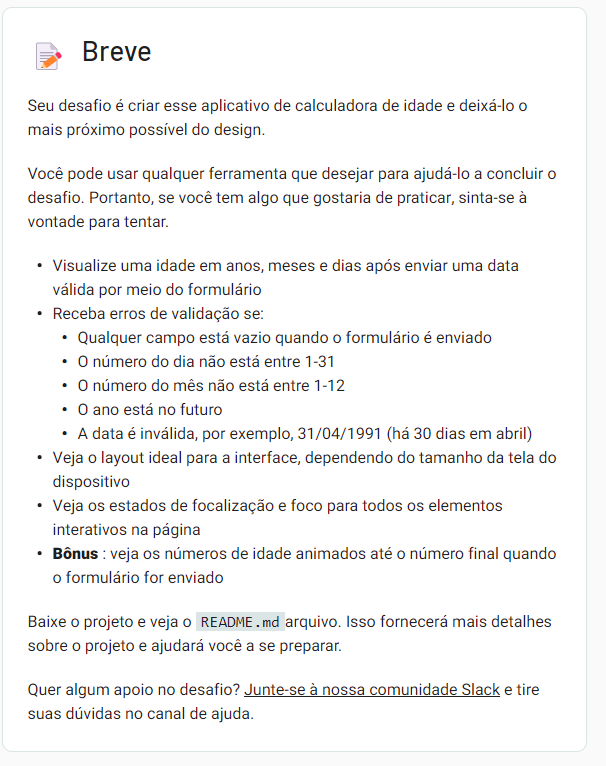 Breve
Seu desafio é criar esse aplicativo de calculadora de idade e deixá-lo o
mais próximo possível do design.
Você pode usar qualquer ferramenta que desejar para ajudá-lo a concluir o
desafio. Portanto, se você tem algo que gostaria de praticar, sinta-se à
vontade para tentar.
• Visualize uma idade em anos, meses e dias após enviar uma data
válida por meio do formulário
• Receba erros de validação se:
• Qualquer campo está vazio quando o formulário é enviado
• O número do dia não está entre 1-31
• O número do mês não está entre 1-12
• O ano está no futuro
• A data é inválida, por exemplo, 31/04/1991 (há 30 dias em abril)
• Veja o layout ideal para a interface, dependendo do tamanho da tela do
dispositivo
• Veja os estados de focalização e foco para todos os elementos
interativos na página
• Bônus : veja os números de idade animados até o número final quando
o formulário for enviado
Baixe o projeto e veja o README.md arquivo. Isso fornecerá mais detalhes
sobre o projeto e ajudará você a se preparar.
Quer algum apoio no desafio? Junte-se à nossa comunidade Slack e tire
suas dúvidas no canal de ajuda.